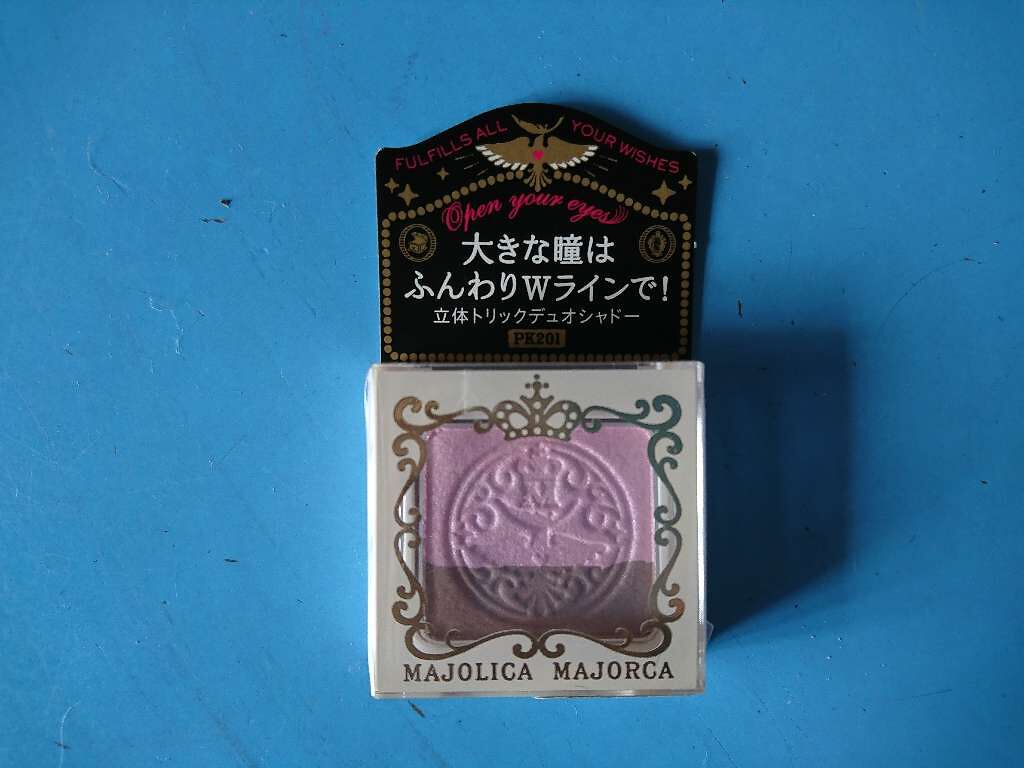 FULFILLS ALL YOUR WISHES
Open your eyes
大きな瞳は
ふんわりWラインで!
立体トリックデュオシャドー
PK201
M
MAJOLICA MAJORCA